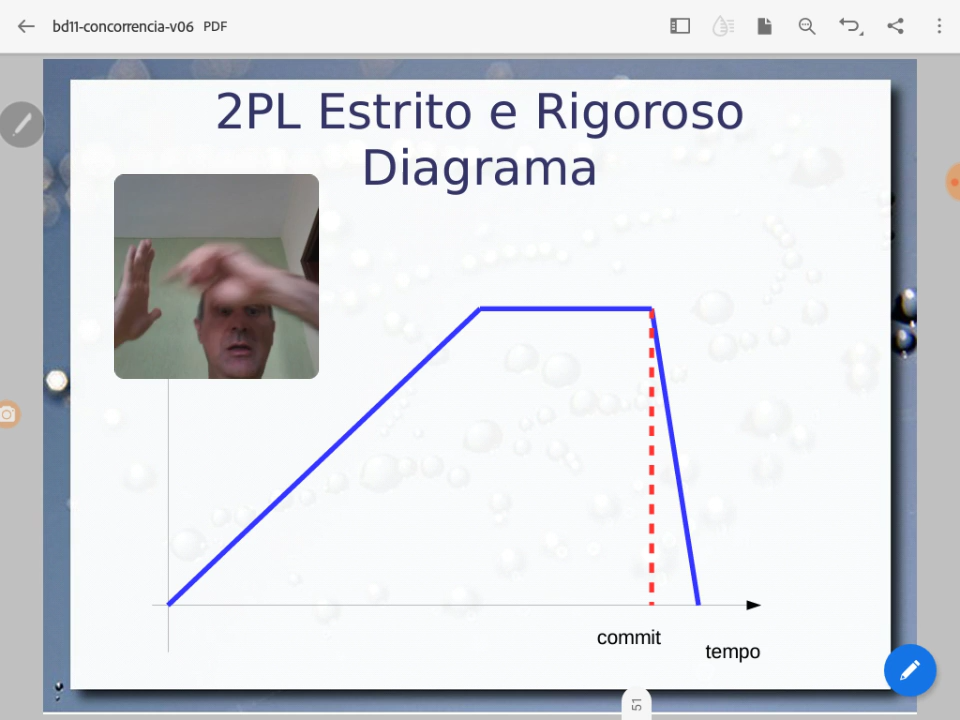 bd11-concorrencia-v06 PDF
2PL Estrito e Rigoroso
Diagrama
commit
tempo
51